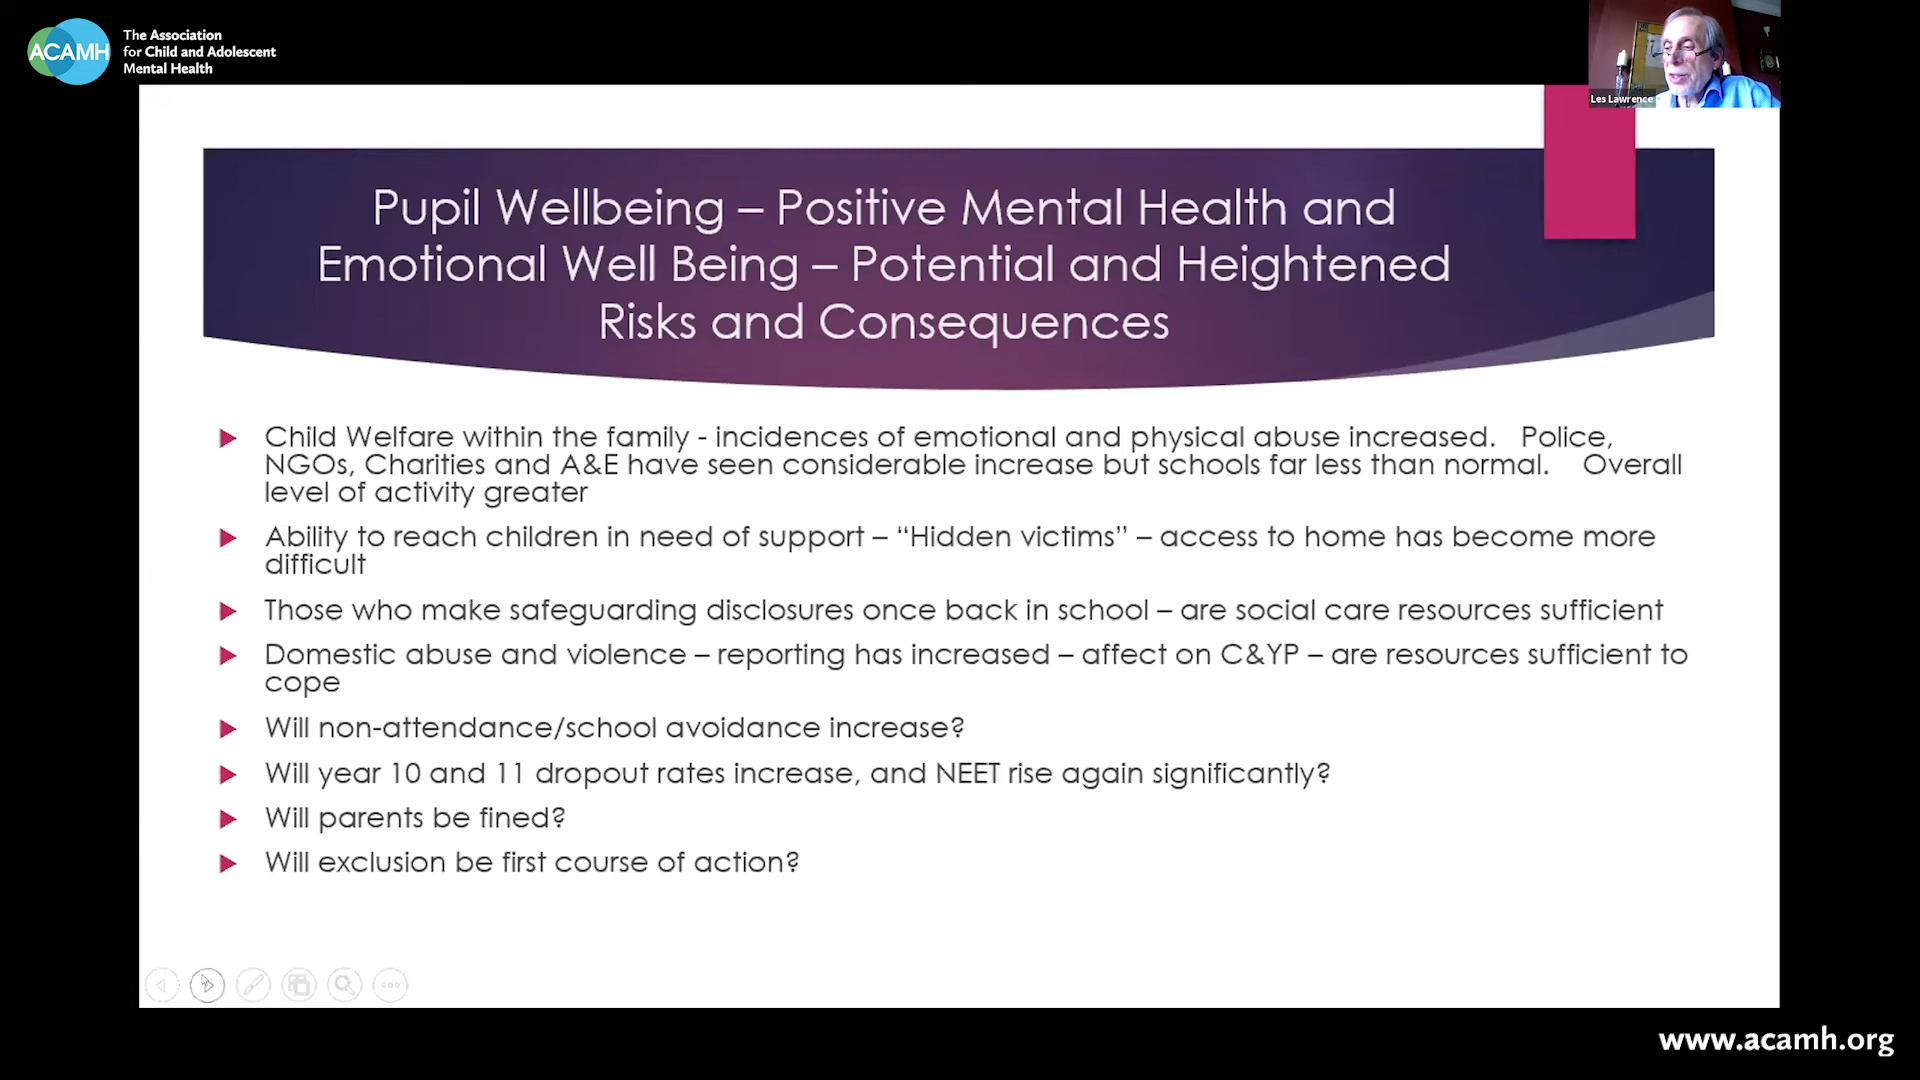 ACAMH
The Association
for Child and Adolescent
Mental Health
Les Lawrence
Pupil Wellbeing – Positive Mental Health and
Emotional Well Being – Potential and Heightened
Risks and Consequences
Child Welfare within the family - incidences of emotional and physical abuse increased. Police,
NGOs, Charities and A&E have seen considerable increase but schools far less than normal. Overall
level of activity greater
Ability to reach children in need of support – “Hidden victims” – access to home has become more
difficult
Those who make safeguarding disclosures once back in school – are social care resources sufficient
Domestic abuse and violence – reporting has increased – affect on C&YP – are resources sufficient to
cope
Will non-attendance/school avoidance increase?
Will year 10 and 11 dropout rates increase, and NEET rise again significantly?
Will parents be fined?
Will exclusion be first course of action?
www.acamh.org